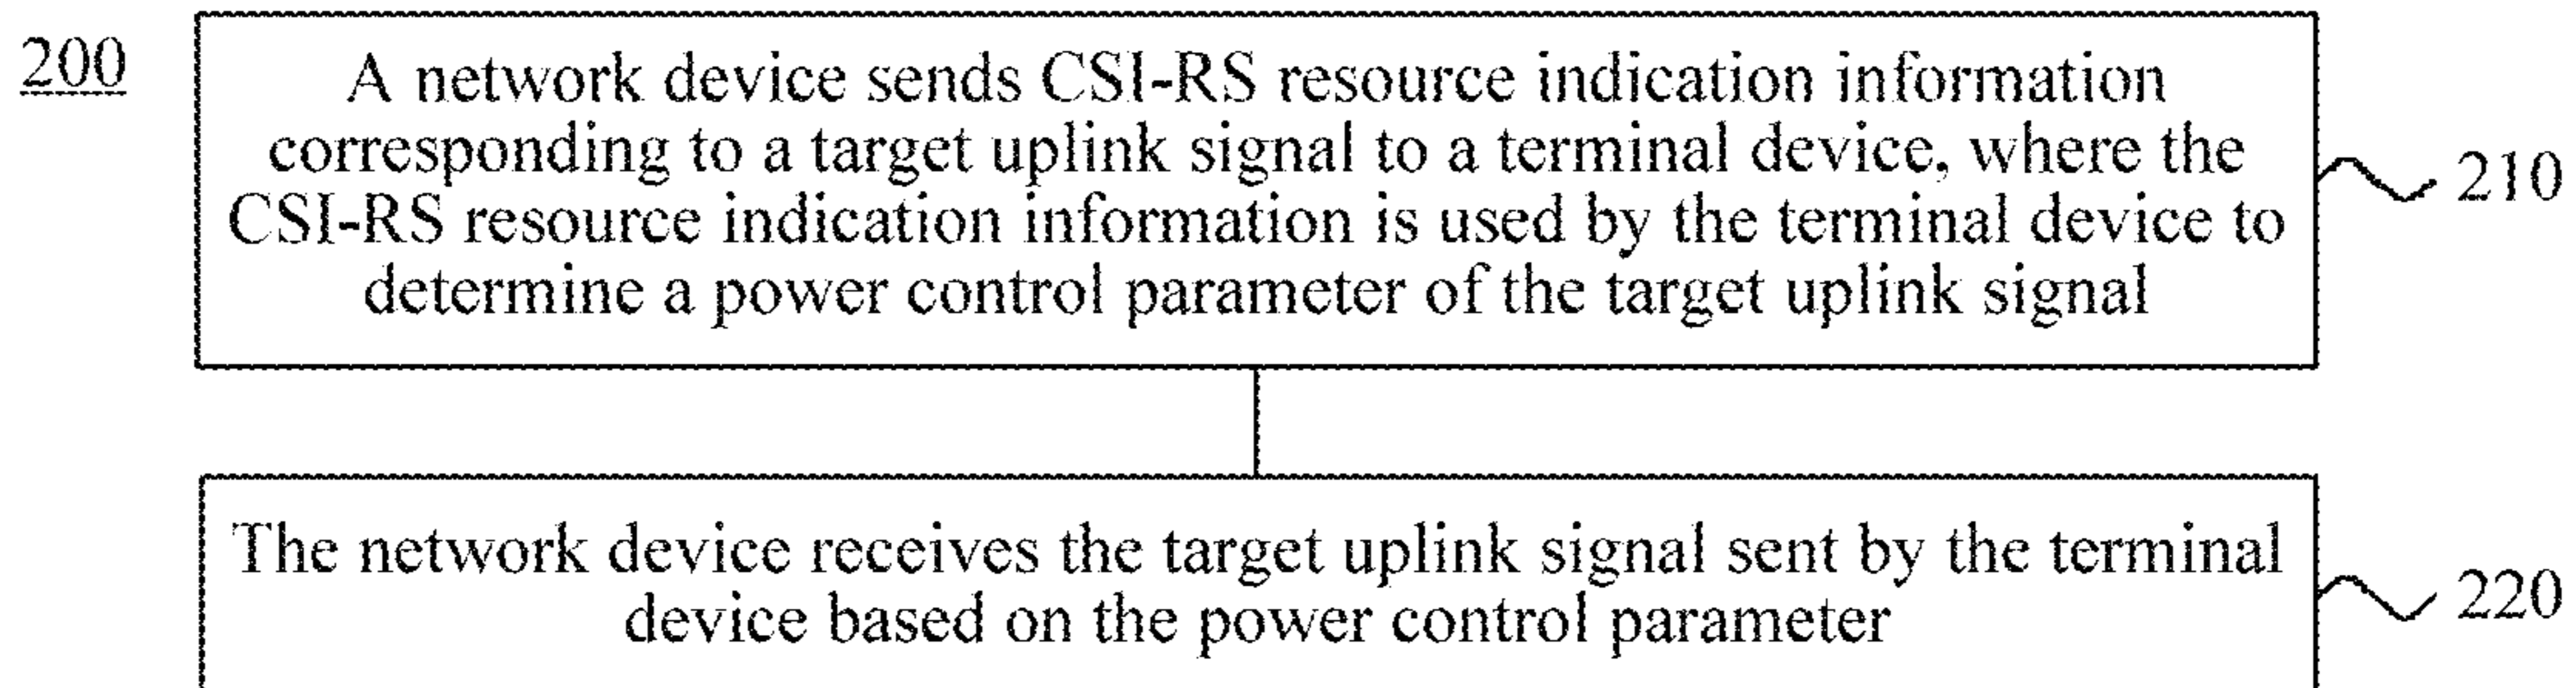 200
A network device sends CSI-RS resource indication information
corresponding to a target uplink signal to a terminal device, where the
CSI-RS resource indication information is used by the terminal device to
determine a power control parameter of the target uplink signal
210
The network device receives the target uplink signal sent by the terminal
device based on the power control parameter
220